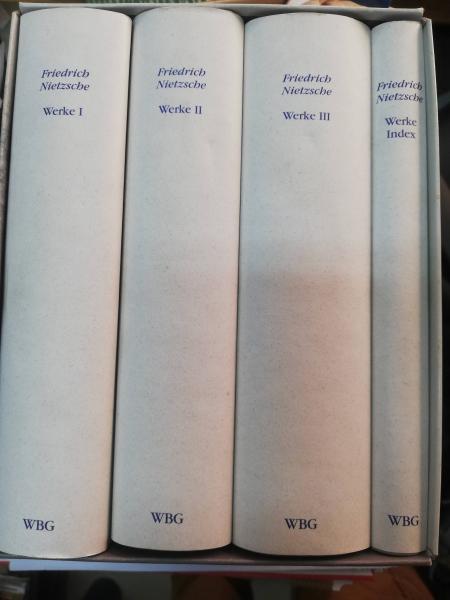 Friedrich
Nietzsche
Werke I
WBG
Friedrich
Nietzsche
Werke II
WBG
Friedrich
Nietzsche
Werke III
WBG
Friedrich
Nietzsche
Werke
Index
WBG